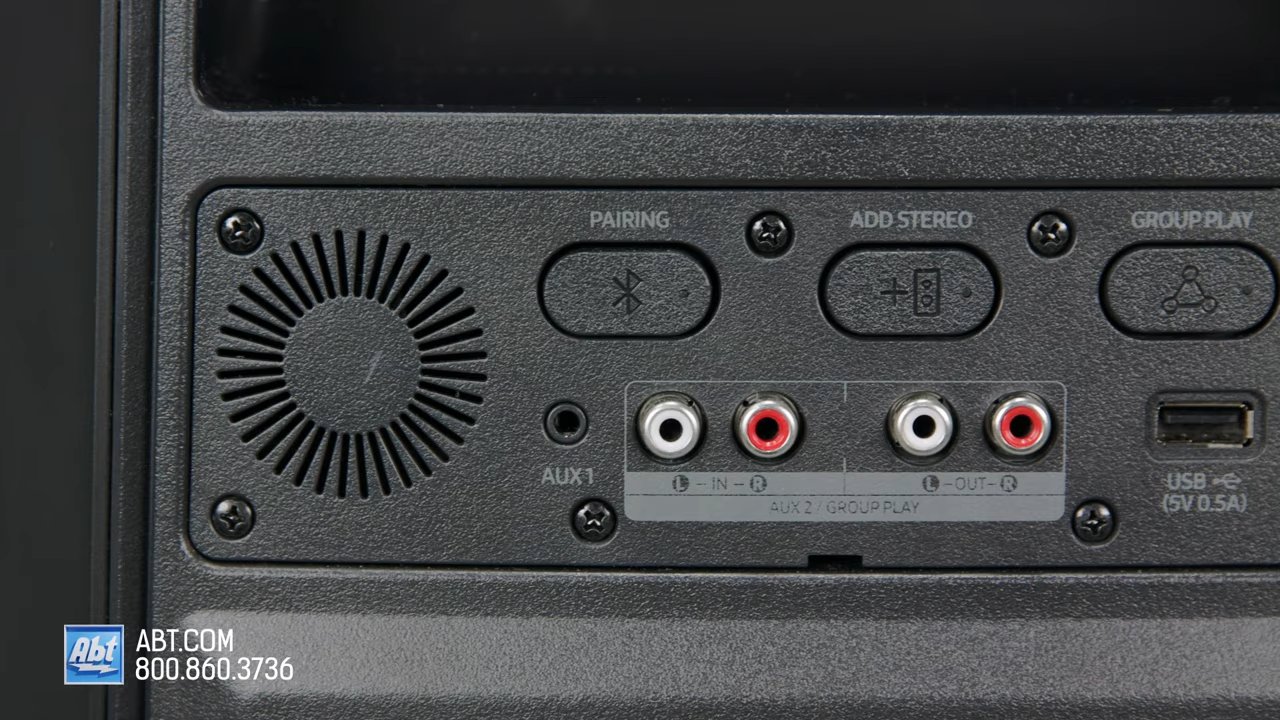 PAIRING
ADD STEREO
GROUP PLAY
AUX 1
L - IN - R
L -OUT- R
AUX 2 / GROUP PLAY
USB
(5V 0.5A)
Abt
ABT.COM
800.860.3736